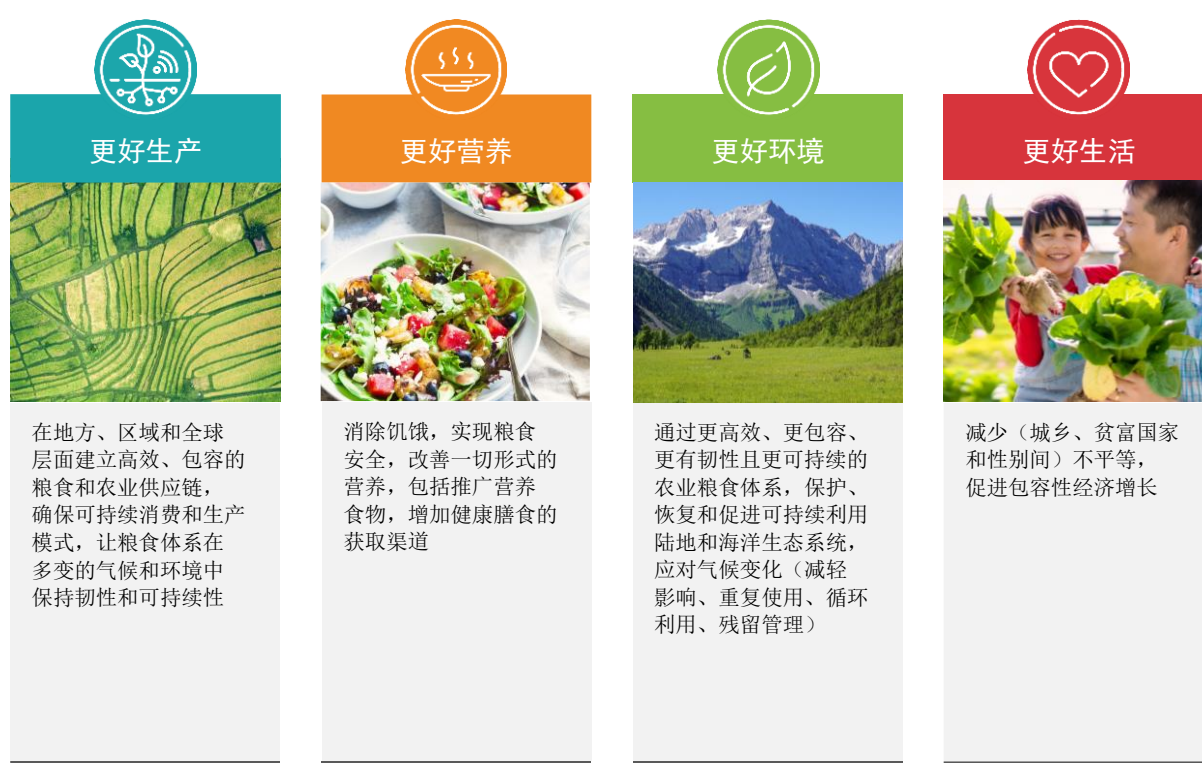 更好生产
在地方、区域和全球
层面建立高效、包容的
粮食和农业供应链，
确保可持续消费和生产
模式，让粮食体系在
多变的气候和环境中
保持韧性和可持续性
更好营养
消除饥饿，实现粮食
安全，改善一切形式的
营养，包括推广营养
食物，增加健康膳食的
获取渠道
更好环境
通过更高效、更包容、
更有韧性且更可持续的
农业粮食体系，保护、
恢复和促进可持续利用
陆地和海洋生态系统，
应对气候变化（减轻
影响、重复使用、循环
利用、残留管理）
更好生活
减少（城乡、贫富国家
和性别间）不平等，
促进包容性经济增长